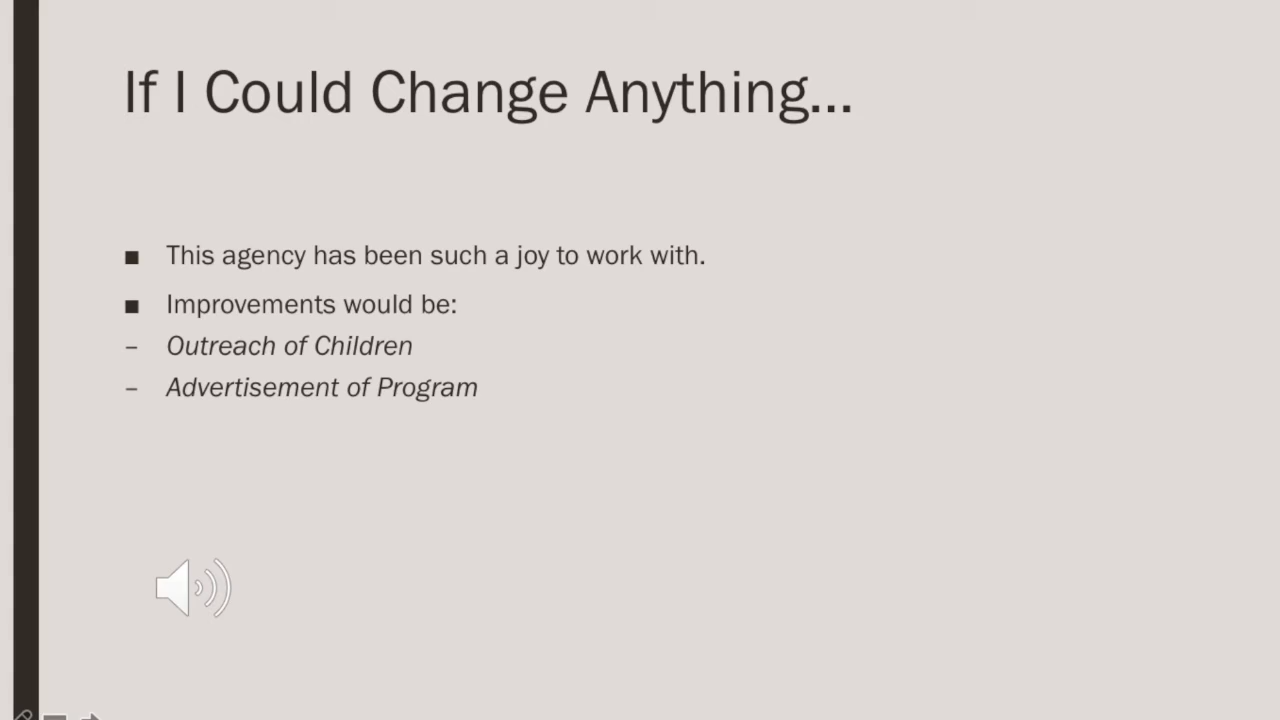 If I Could Change Anything...
■ This agency has been such a joy to work with.
■ Improvements would be:
– Outreach of Children
– Advertisement of Program